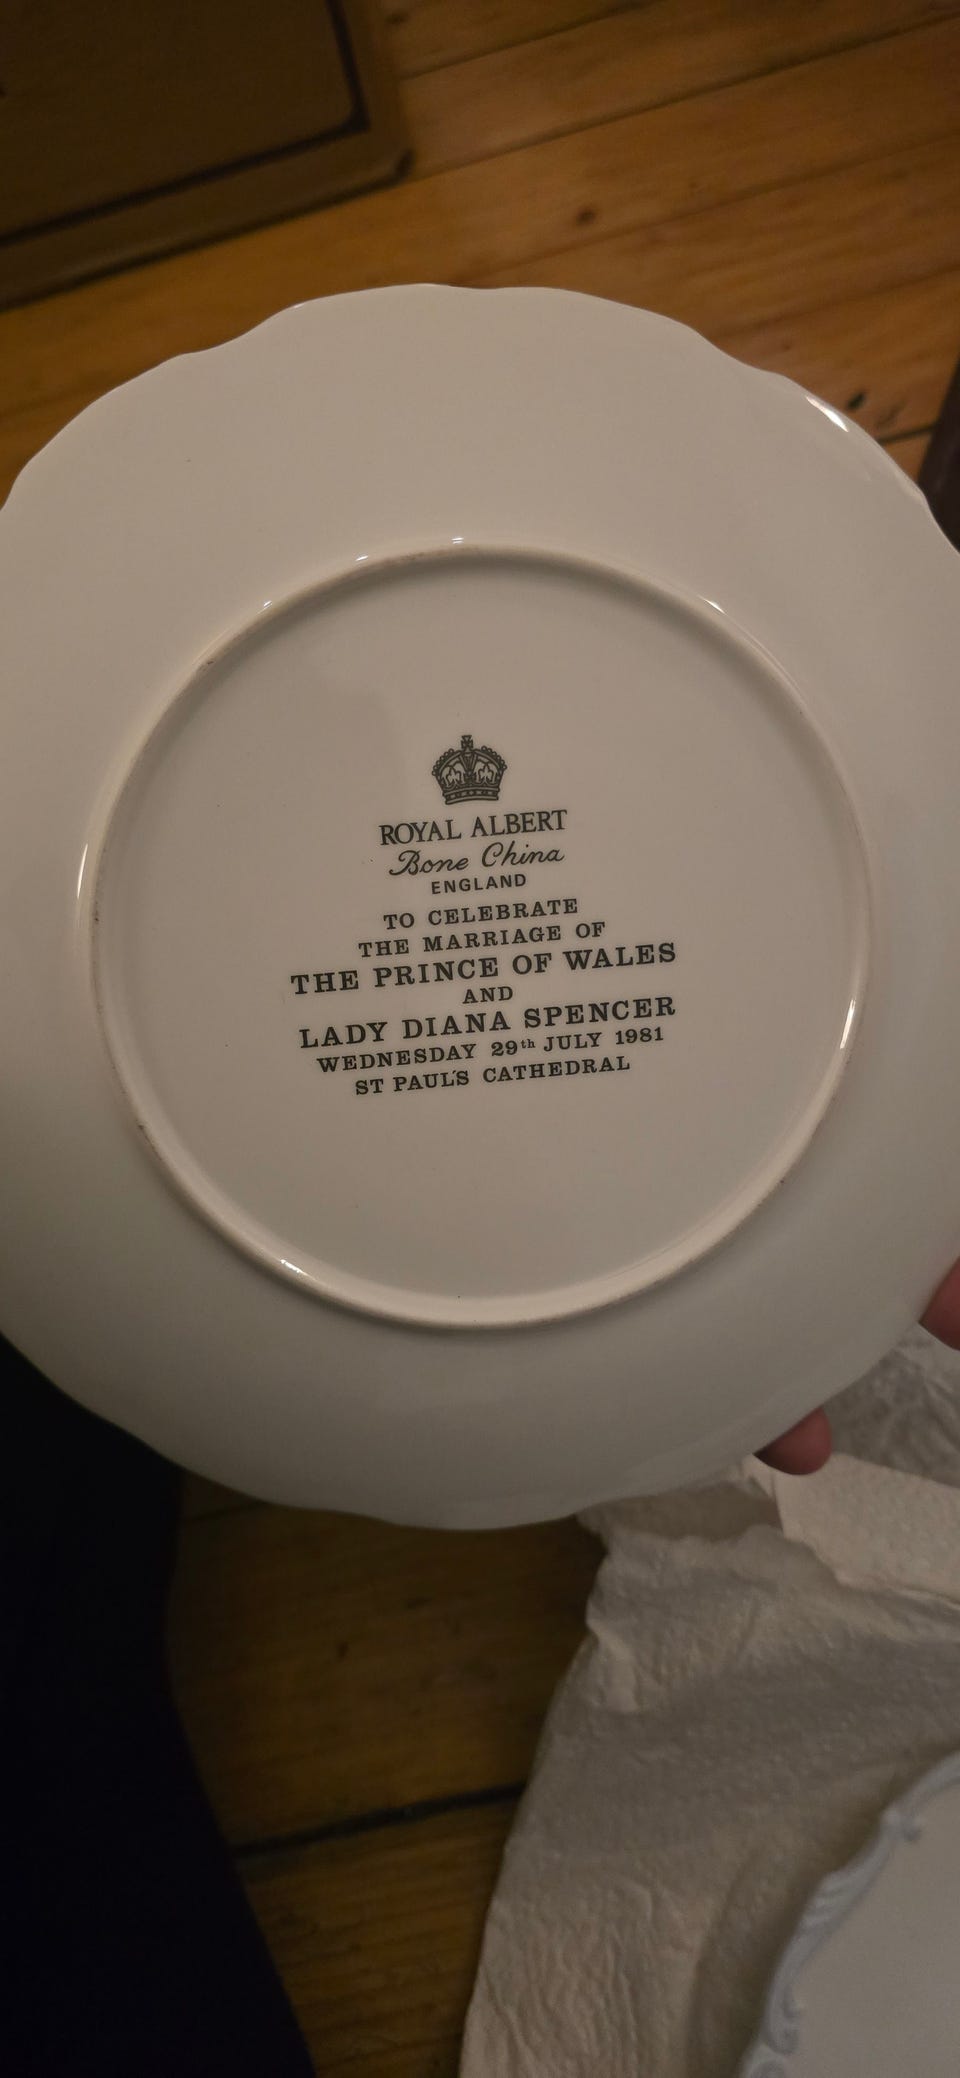 ROYAL ALBERT
Bone China
ENGLAND
TO CELEBRATE
THE MARRIAGE OF
THE PRINCE OF WALES
AND
LADY DIANA SPENCER
WEDNESDAY 29th JULY 1981
ST PAUL'S CATHEDRAL